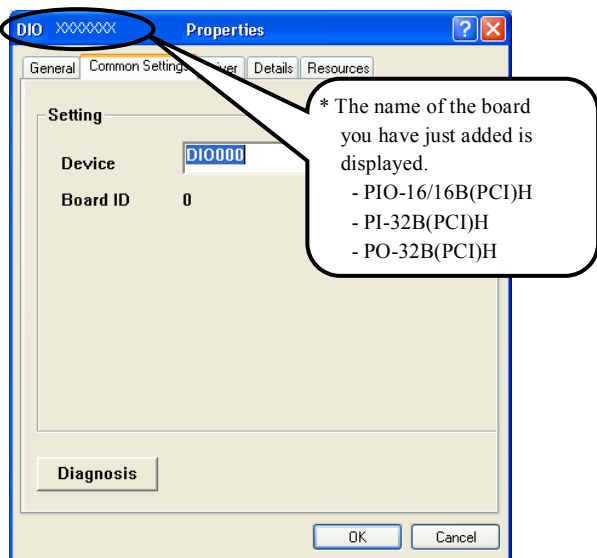 DIO XXXXXXX Properties
General Common Settings Driver Details Resources
* The name of the board
you have just added is
displayed.
- PIO-16/16B(PCI)H
- PI-32B(PCI)H
- PO-32B(PCI)H
Setting
Device DIO000
Board ID 0
Diagnosis
OK Cancel